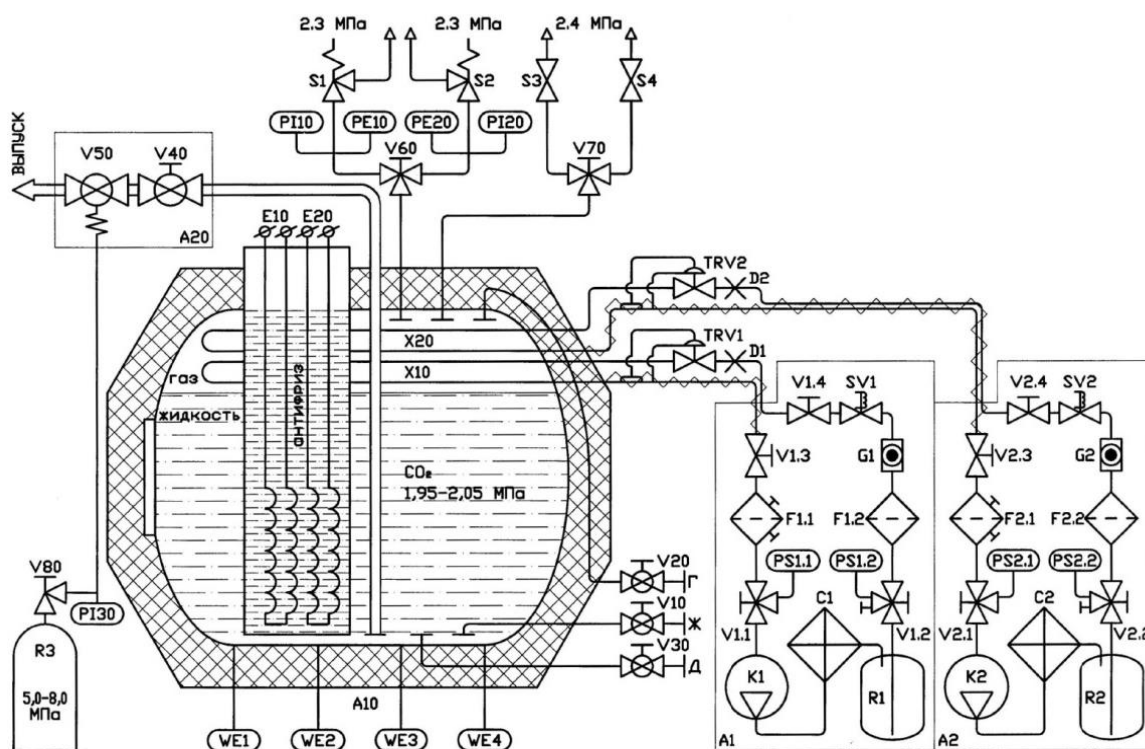 2.3 МПа
2.3 МПа
2.4 МПа
S1
S2
S3
S4
PI10
PE10
PE20
PI20
V60
V70
ВЫПУСК
V50
V40
A20
E10
E20
TRV2
D2
X20
TRV1
D1
X10
газ
жидкость
антифриз
CO₂
1,95-2,05 МПа
V1.4
SV1
V2.4
SV2
V1.3
G1
V2.3
G2
F1.1
F1.2
F2.1
F2.2
V20
Г
V10
Ж
V30
Д
V80
PI30
R3
5,0-8,0
МПа
PS1.1
PS1.2
PS2.1
PS2.2
C1
C2
V1.1
V1.2
V2.1
V2.2
K1
R1
K2
R2
A10
A1
A2
WE1
WE2
WE3
WE4